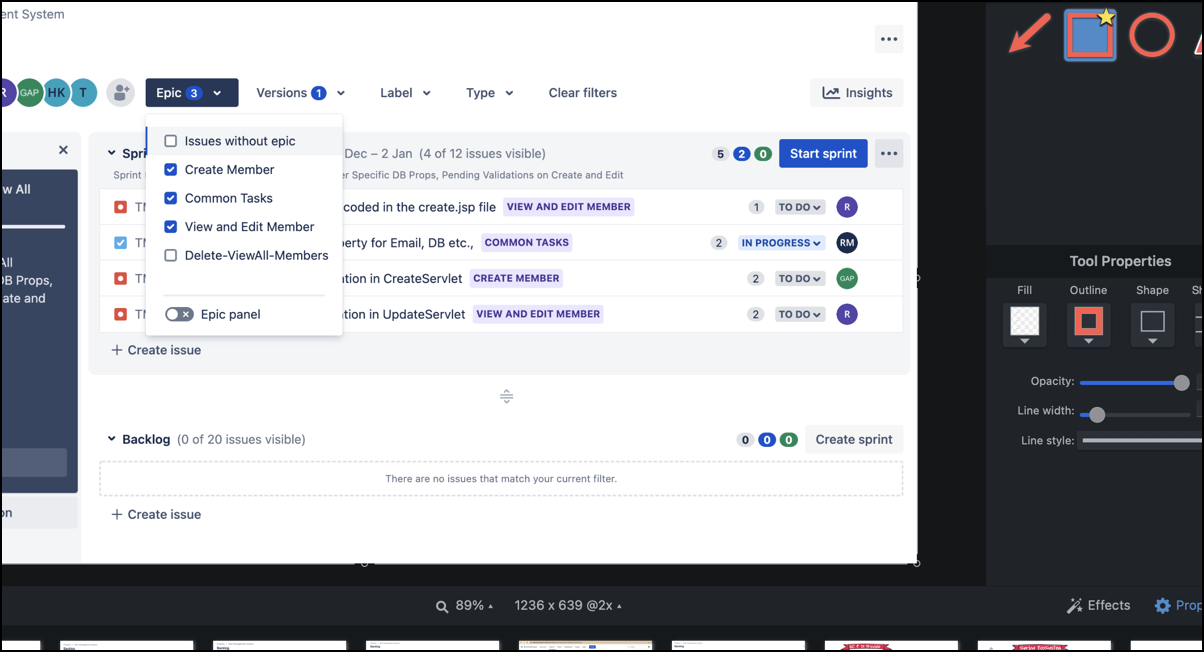 ent System
R GAP HK T Epic 3 Versions 1 Label Type Clear filters Insights
Issues without epic
Create Member
Common Tasks
View and Edit Member
Delete-ViewAll-Members
Epic panel
w All
All
DB Props,
ate and
on
Spri Dec – 2 Jan (4 of 12 issues visible) 5 2 0 Start sprint
Sprint er Specific DB Props, Pending Validations on Create and Edit
coded in the create.jsp file VIEW AND EDIT MEMBER 1 TO DO R
erty for Email, DB etc., COMMON TASKS 2 IN PROGRESS RM
ation in CreateServlet CREATE MEMBER 2 TO DO GAP
ation in UpdateServlet VIEW AND EDIT MEMBER 2 TO DO R
+ Create issue
Backlog (0 of 20 issues visible) 0 0 0 Create sprint
There are no issues that match your current filter.
+ Create issue
Tool Properties
Fill Outline Shape Sh
Opacity:
Line width:
Line style:
89% 1236 x 639 @2x Effects Prop